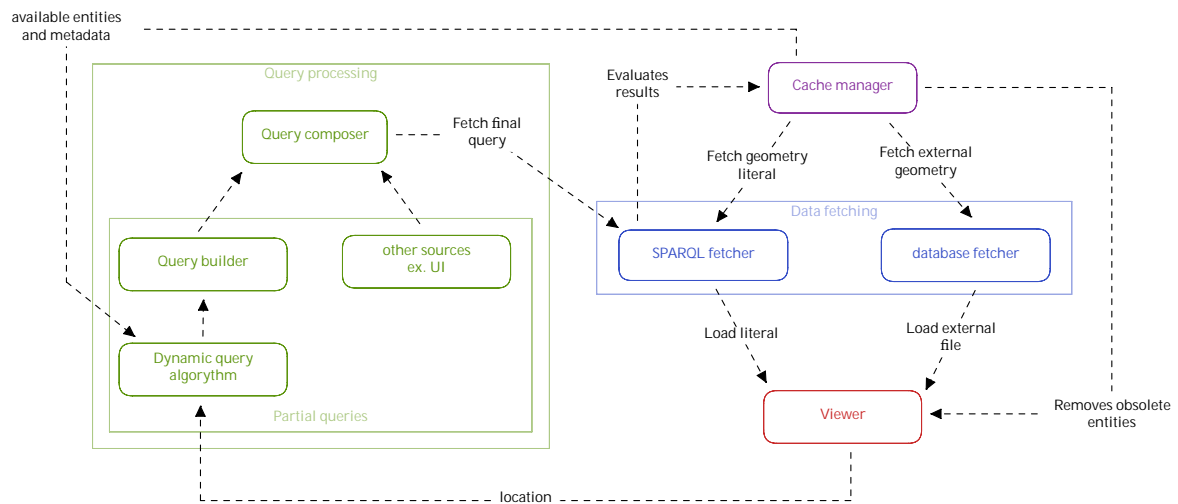 available entities
and metadata
Query processing
Evaluates
results
Cache manager
Query composer
Fetch final
query
Fetch geometry
literal
Fetch external
geometry
Data fetching
Query builder
other sources
ex. UI
SPARQL fetcher
database fetcher
Load literal
Load external
file
Dynamic query
algorythm
Partial queries
Viewer
Removes obsolete
entities
location